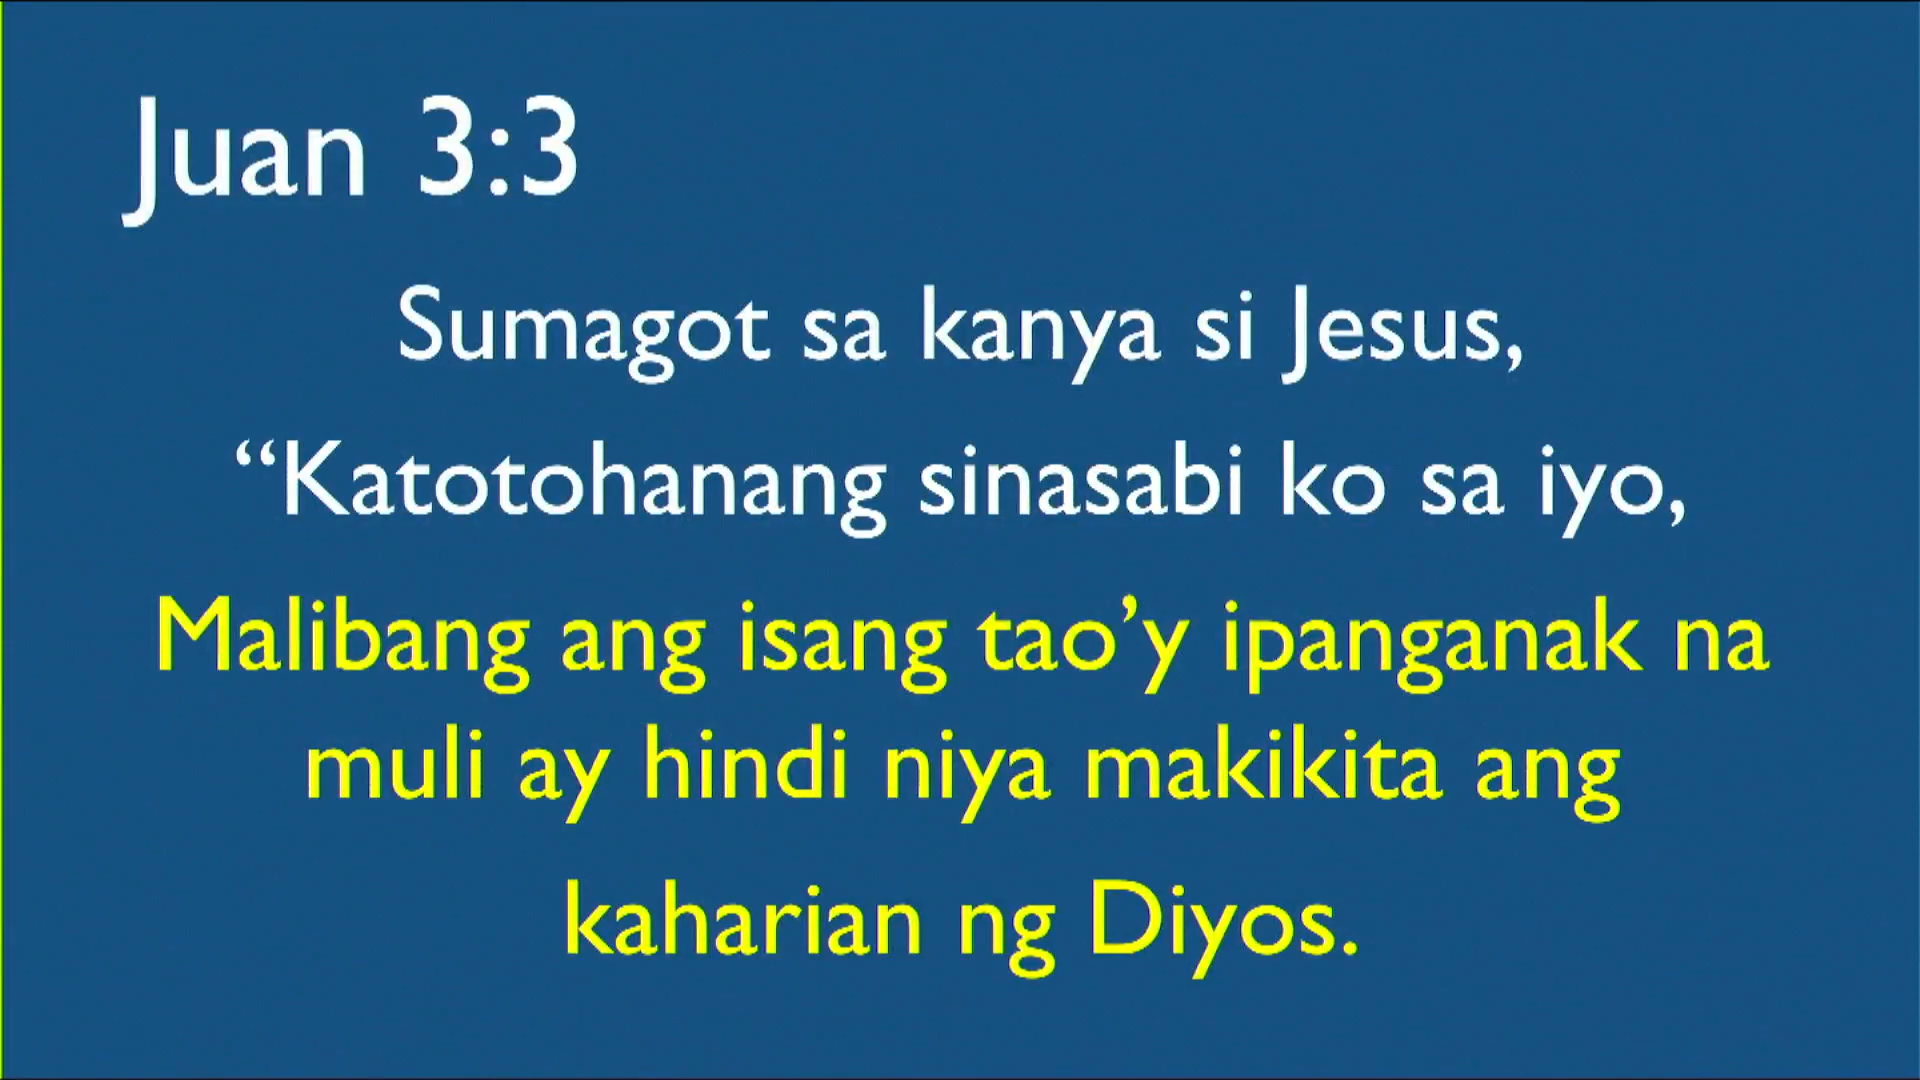 Juan 3:3
Sumagot sa kanya si Jesus,
“Katotohanang sinasabi ko sa iyo,
Malibang ang isang tao’y ipanganak na
muli ay hindi niya makikita ang
kaharian ng Diyos.